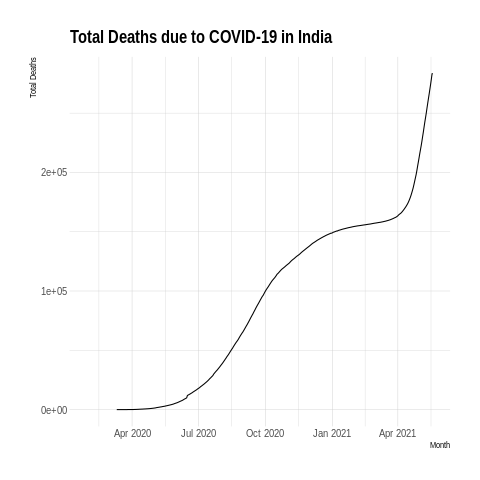 Total Deaths due to COVID-19 in India
Total Deaths
2e+05
1e+05
0e+00
Apr 2020 Jul 2020 Oct 2020 Jan 2021 Apr 2021
Month